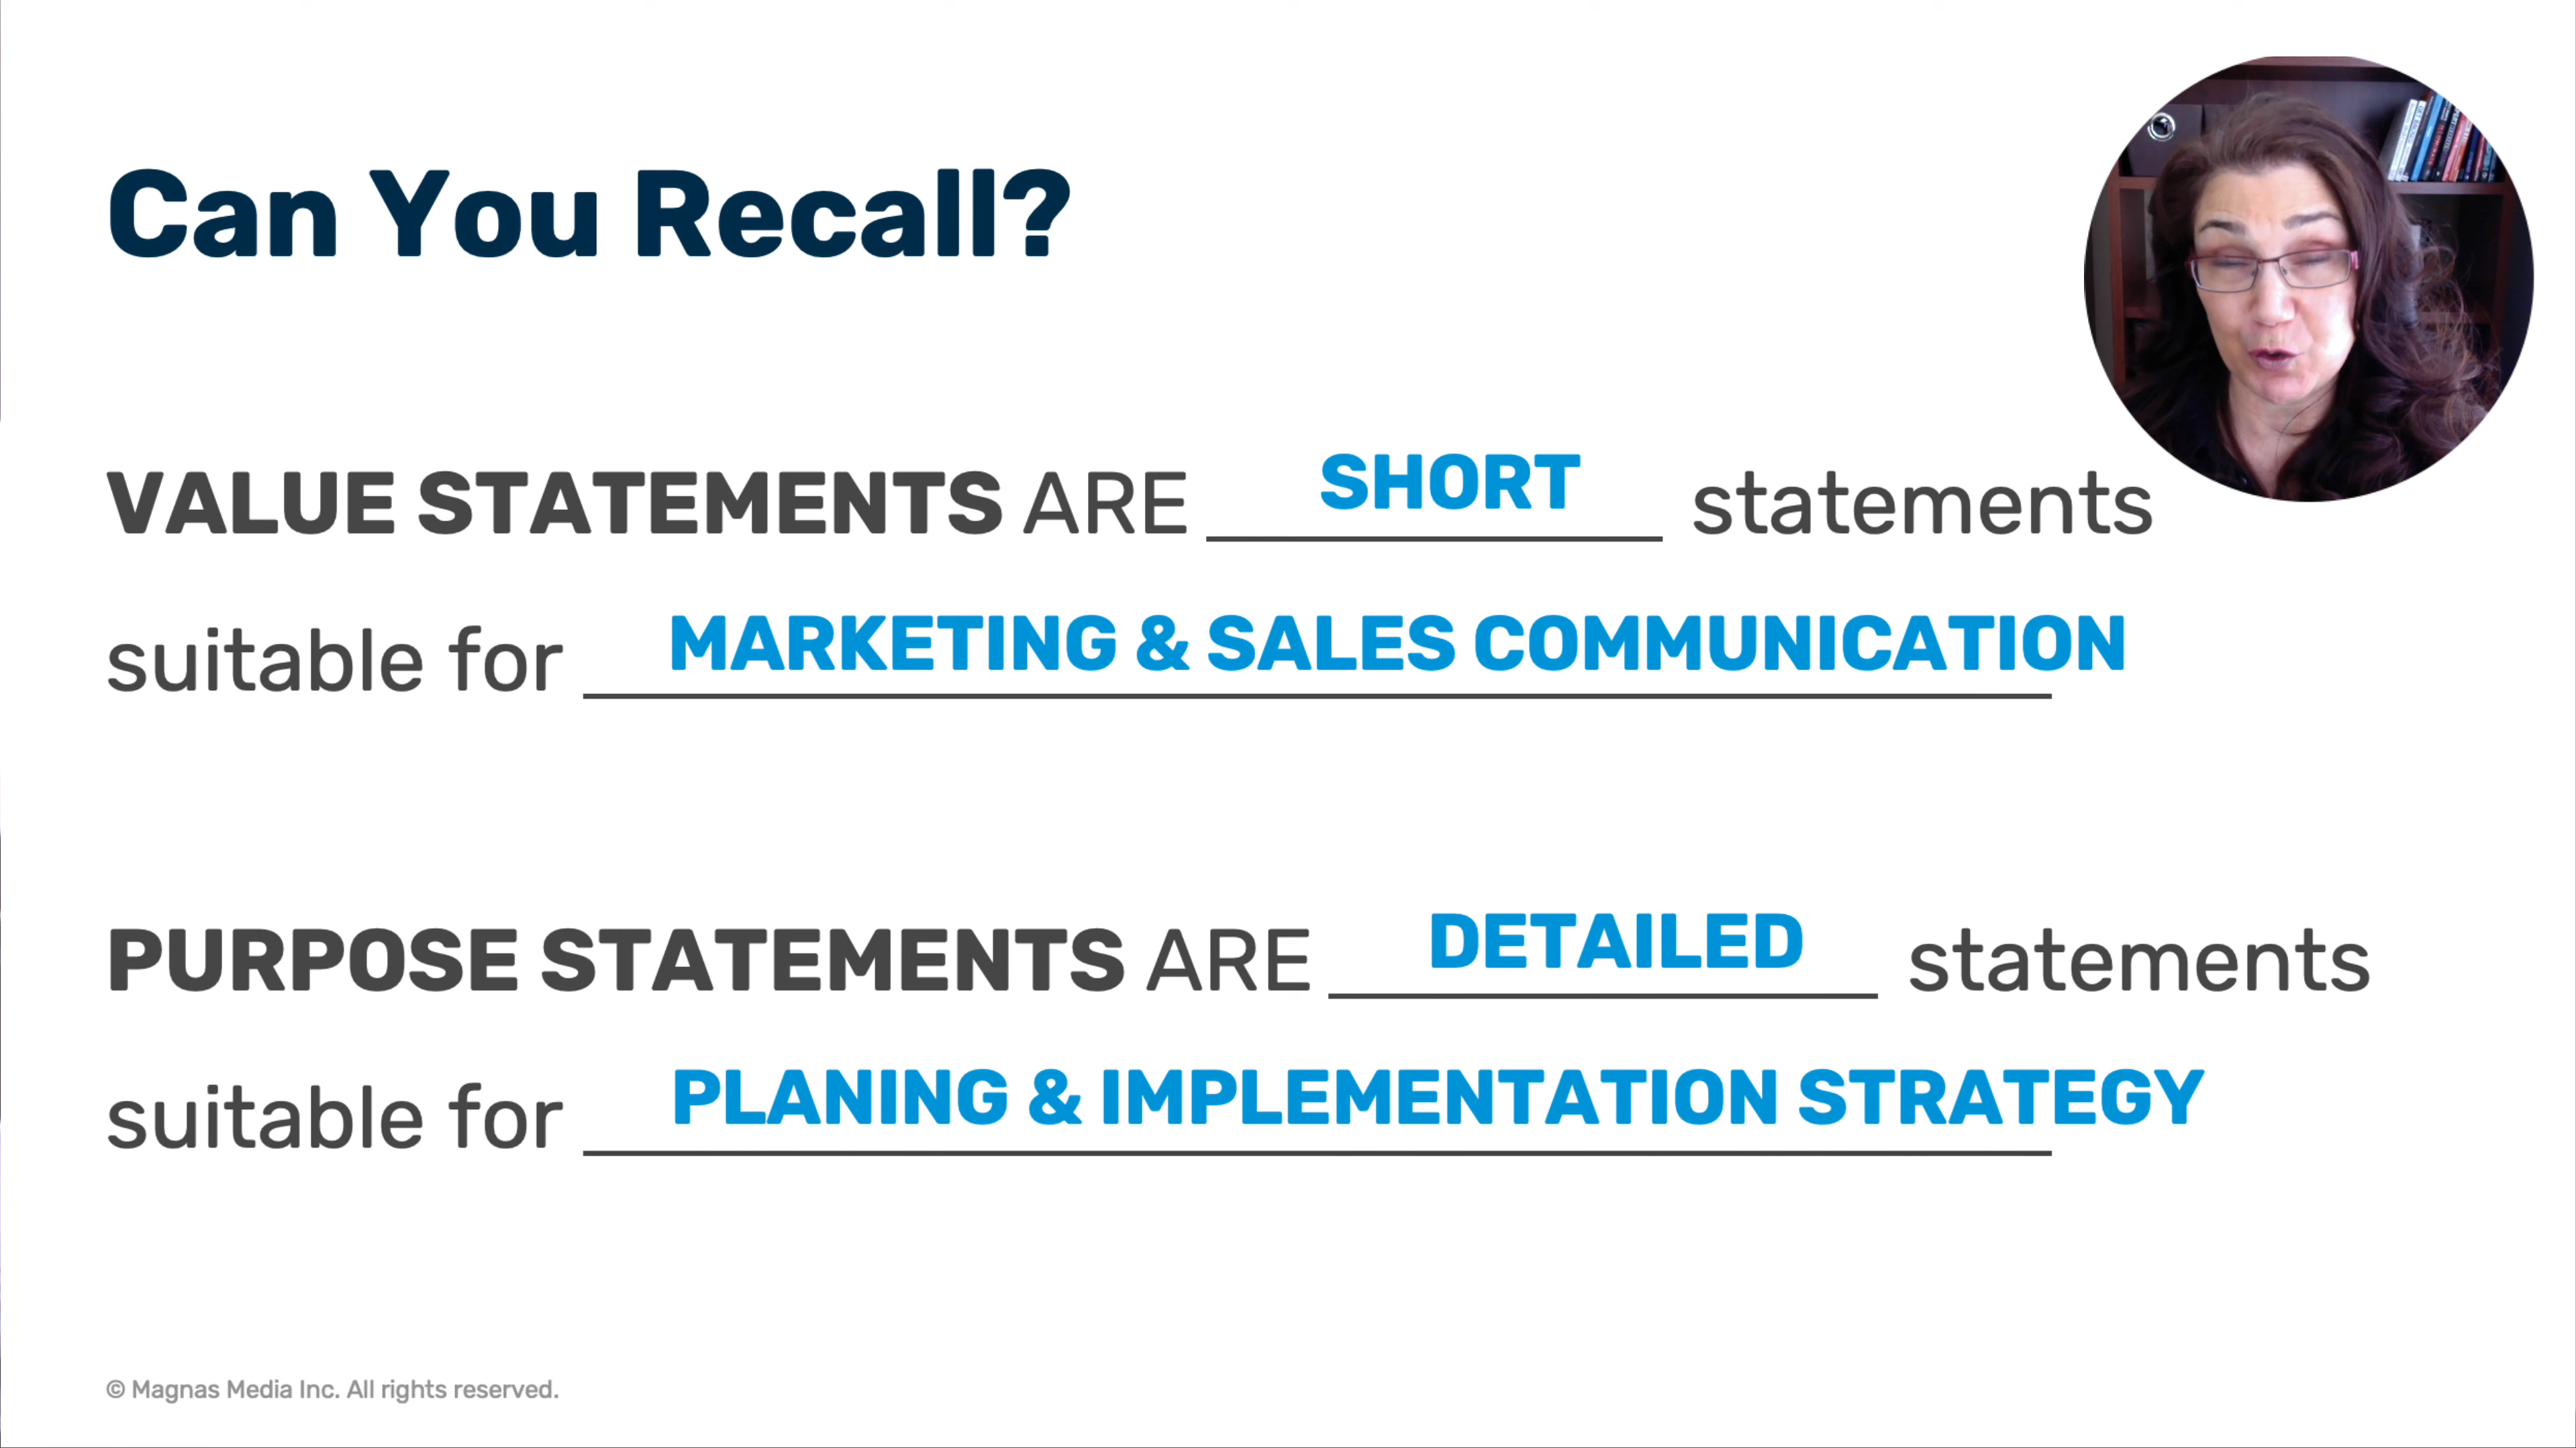 Can You Recall?
VALUE STATEMENTS ARE SHORT statements
suitable for MARKETING & SALES COMMUNICATION
PURPOSE STATEMENTS ARE DETAILED statements
suitable for PLANING & IMPLEMENTATION STRATEGY
© Magnas Media Inc. All rights reserved.